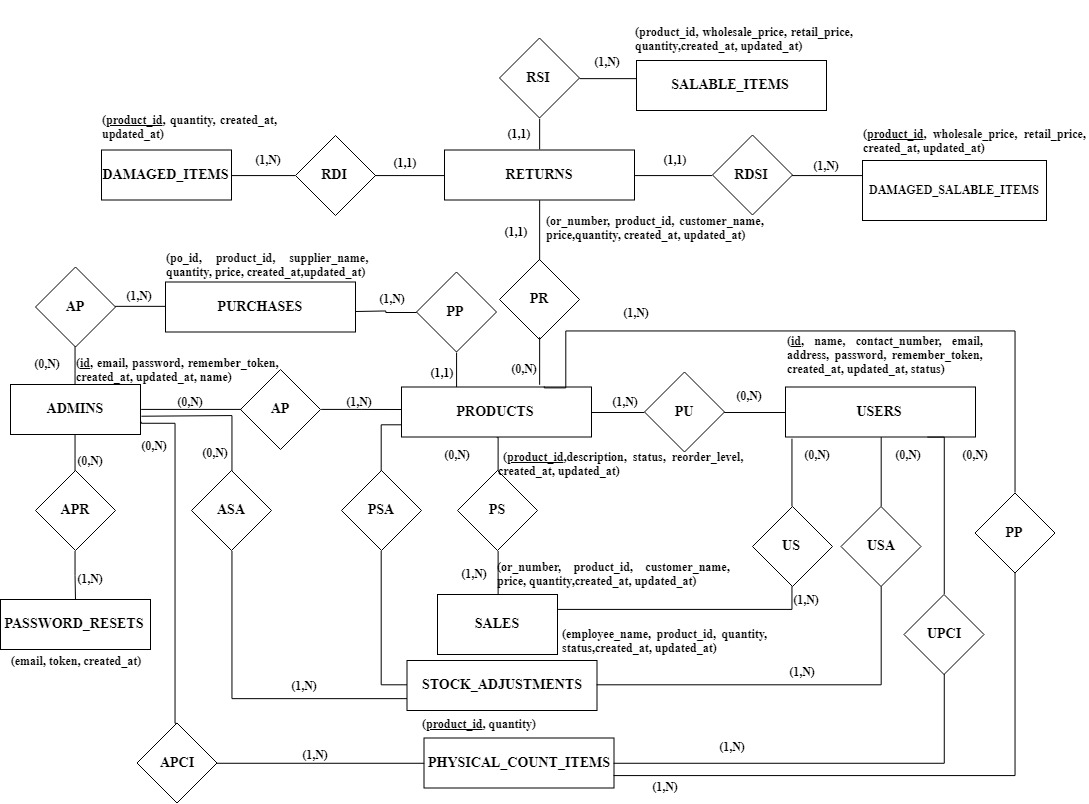 (product_id, wholesale_price, retail_price,
quantity,created_at, updated_at)
(1,N)
RSI
SALABLE_ITEMS
(product_id, quantity, created_at,
updated_at)
(1,1)
(product_id, wholesale_price, retail_price,
created_at, updated_at)
(1,N)
(1,1)
(1,1)
(1,N)
DAMAGED_ITEMS
RDI
RETURNS
RDSI
DAMAGED_SALABLE_ITEMS
(1,1)
(or_number, product_id, customer_name,
price,quantity, created_at, updated_at)
(po_id, product_id, supplier_name,
quantity, price, created_at,updated_at)
(1,N)
(1,N)
AP
PURCHASES
PP
PR
(1,N)
(id, name, contact_number, email,
address, password, remember_token,
created_at, updated_at, status)
(0,N)
(id, email, password, remember_token,
created_at, updated_at, name)
(1,1)
(0,N)
ADMINS
(0,N)
AP
(1,N)
PRODUCTS
(1,N)
PU
(0,N)
USERS
(0,N)
(0,N)
(0,N)
(0,N)
(product_id,description, status, reorder_level,
created_at, updated_at)
(0,N)
(0,N)
(0,N)
APR
ASA
PSA
PS
US
USA
PP
(1,N)
(1,N)
(or_number, product_id, customer_name,
price, quantity,created_at, updated_at)
(1,N)
PASSWORD_RESETS
SALES
UPCI
(employee_name, product_id, quantity,
status,created_at, updated_at)
(email, token, created_at)
(1,N)
STOCK_ADJUSTMENTS
(1,N)
(product_id, quantity)
APCI
(1,N)
PHYSICAL_COUNT_ITEMS
(1,N)
(1,N)